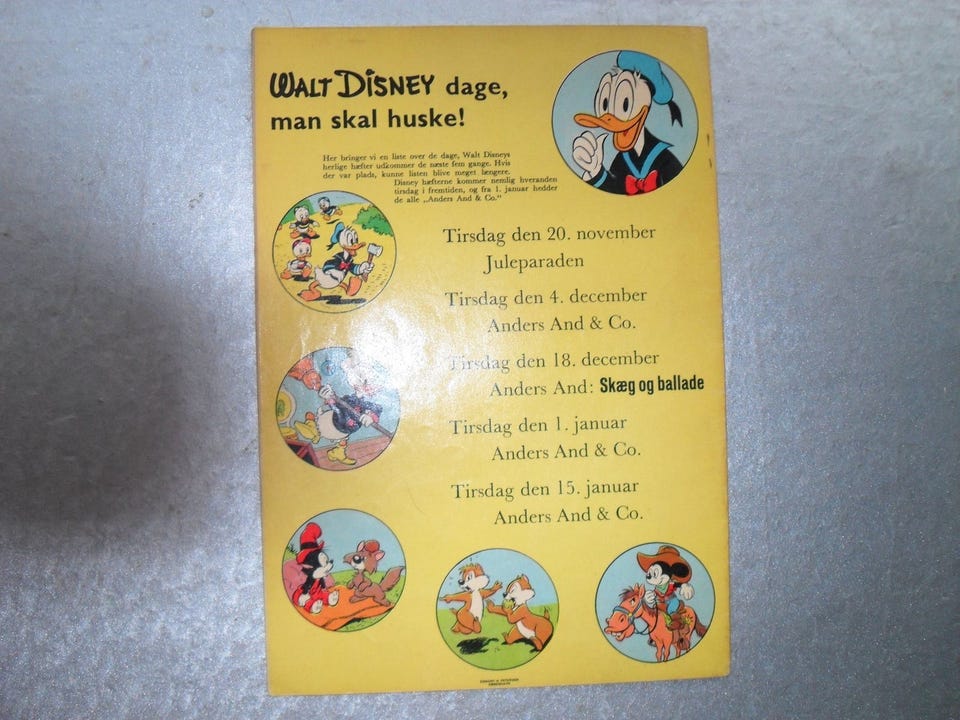 WALT DISNEY dage,
man skal huske!
Her bringer vi en liste over de dage, Walt Disneys
herlige hæfter udkommer de næste fem gange. Hvis
der var plads, kunne listen blive meget længere.
Disney hæfterne kommer nemlig hveranden
tirsdag i fremtiden, og fra 1. januar hedder
de alle „Anders And & Co.“
Tirsdag den 20. november
Juleparaden
Tirsdag den 4. december
Anders And & Co.
Tirsdag den 18. december
Anders And: Skæg og ballade
Tirsdag den 1. januar
Anders And & Co.
Tirsdag den 15. januar
Anders And & Co.